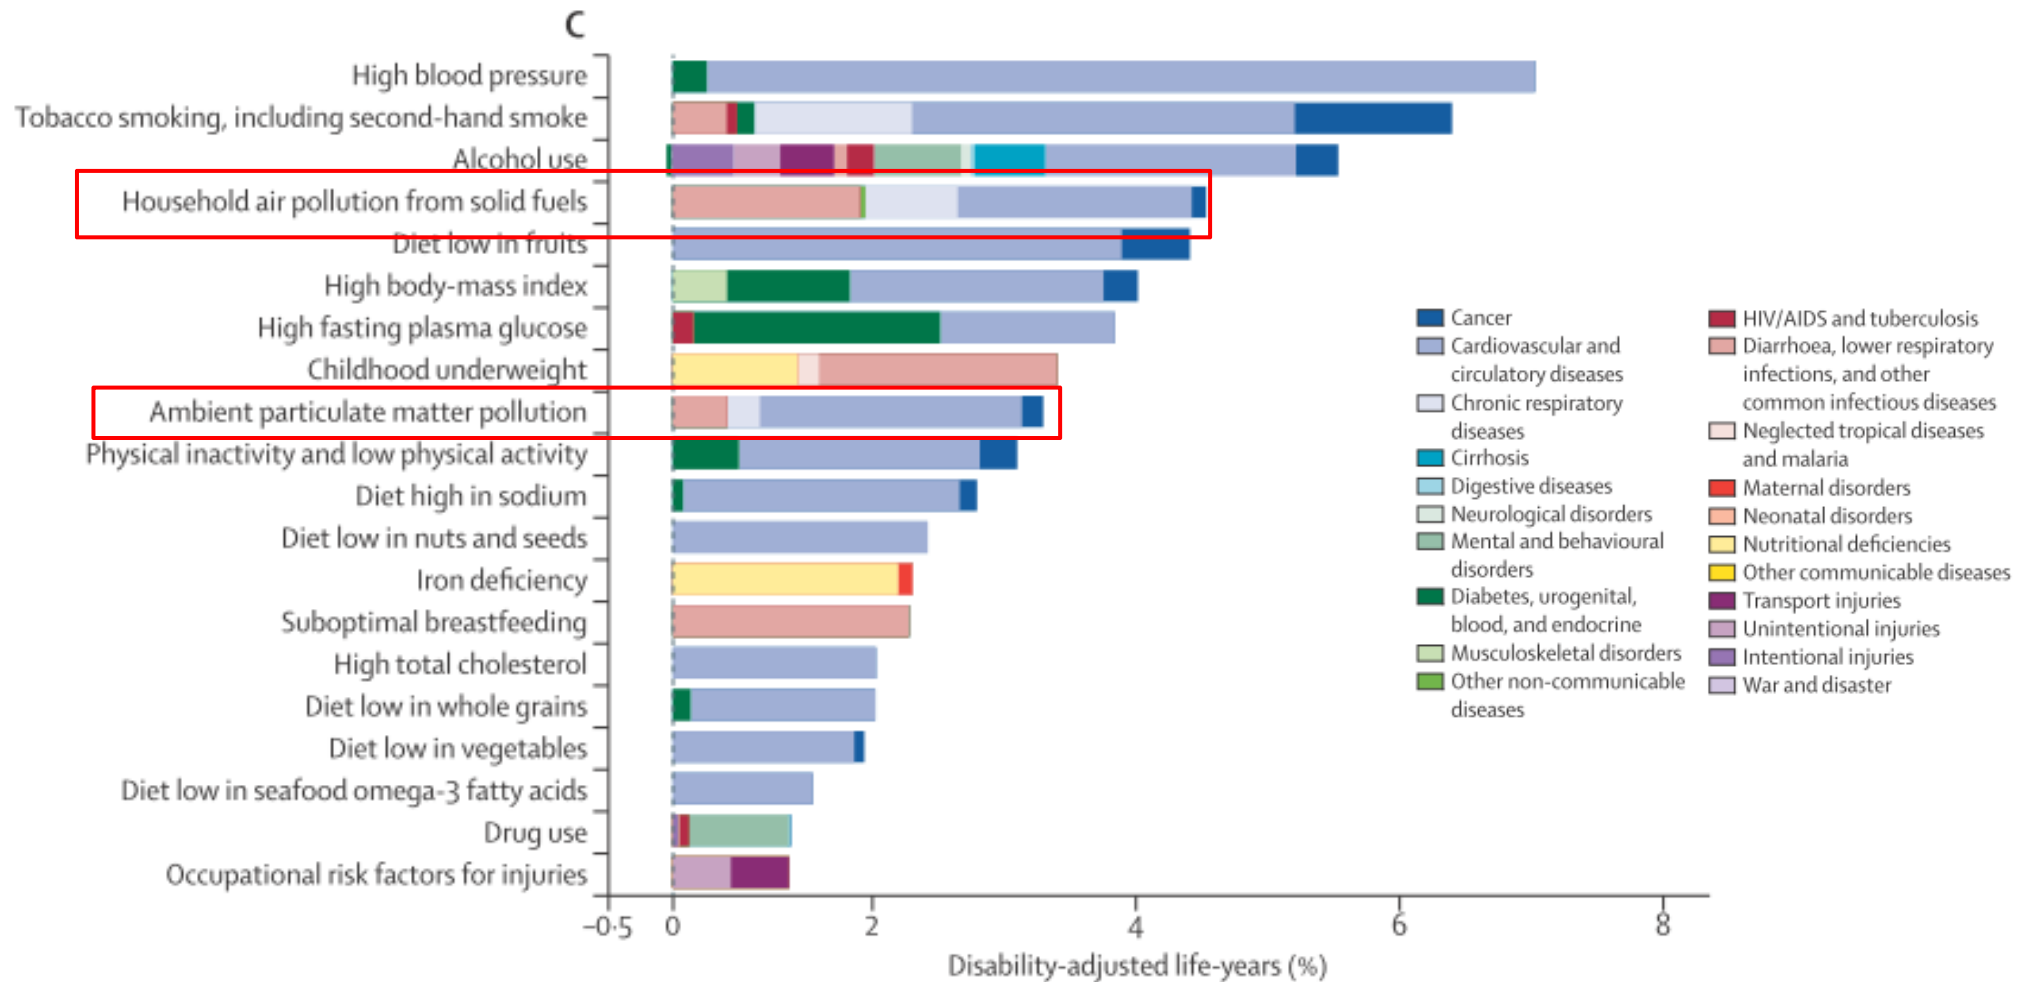 C
High blood pressure
Tobacco smoking, including second-hand smoke
Alcohol use
Household air pollution from solid fuels
Diet low in fruits
High body-mass index
High fasting plasma glucose
Childhood underweight
Ambient particulate matter pollution
Physical inactivity and low physical activity
Diet high in sodium
Diet low in nuts and seeds
Iron deficiency
Suboptimal breastfeeding
High total cholesterol
Diet low in whole grains
Diet low in vegetables
Diet low in seafood omega-3 fatty acids
Drug use
Occupational risk factors for injuries
–0·5 0 2 4 6 8
Disability-adjusted life-years (%)
Cancer
Cardiovascular and
circulatory diseases
Chronic respiratory
diseases
Cirrhosis
Digestive diseases
Neurological disorders
Mental and behavioural
disorders
Diabetes, urogenital,
blood, and endocrine
Musculoskeletal disorders
Other non-communicable
diseases
HIV/AIDS and tuberculosis
Diarrhoea, lower respiratory
infections, and other
common infectious diseases
Neglected tropical diseases
and malaria
Maternal disorders
Neonatal disorders
Nutritional deficiencies
Other communicable diseases
Transport injuries
Unintentional injuries
Intentional injuries
War and disaster